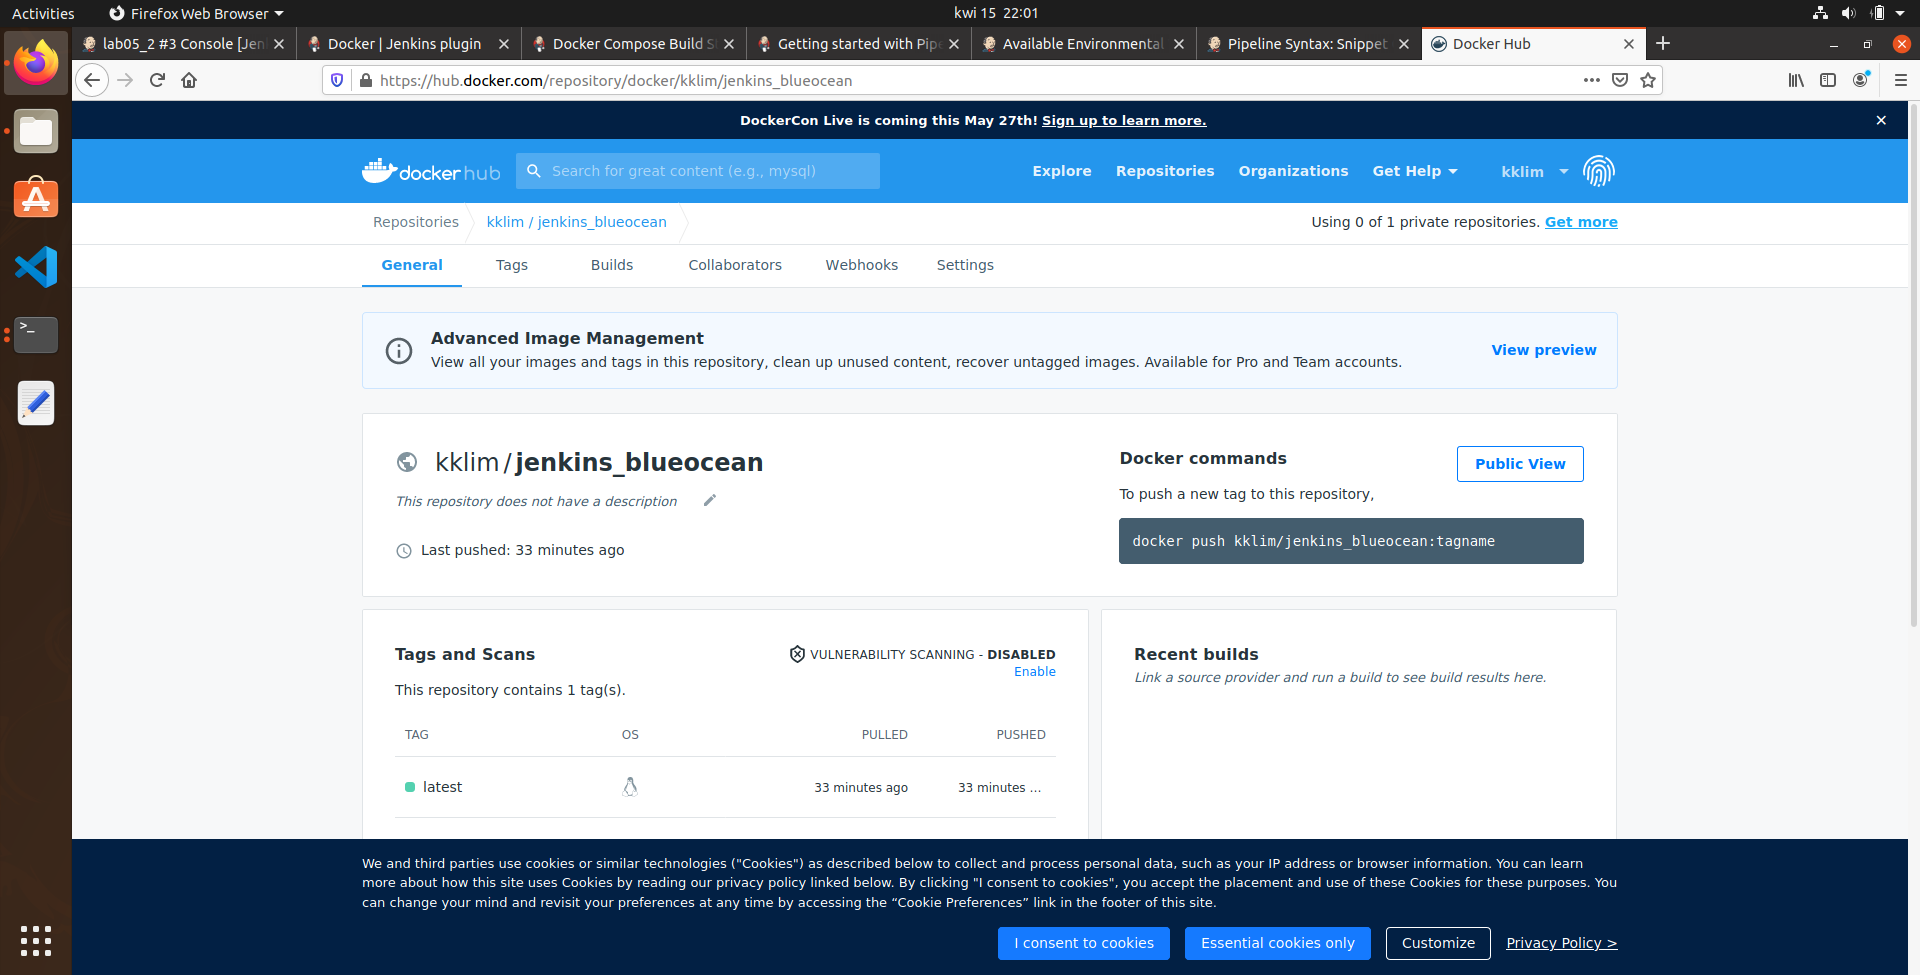 Activities
Firefox Web Browser
kwi 15 22:01
lab05_2 #3 Console [Jen
Docker | Jenkins plugin
Docker Compose Build S
Getting started with Pipe
Available Environmental
Pipeline Syntax: Snippet
Docker Hub
https://hub.docker.com/repository/docker/kklim/jenkins_blueocean
DockerCon Live is coming this May 27th! Sign up to learn more.
docker hub
Search for great content (e.g., mysql)
Explore
Repositories
Organizations
Get Help
kklim
Repositories
kklim / jenkins_blueocean
Using 0 of 1 private repositories. Get more
General
Tags
Builds
Collaborators
Webhooks
Settings
Advanced Image Management
View all your images and tags in this repository, clean up unused content, recover untagged images. Available for Pro and Team accounts.
View preview
kklim / jenkins_blueocean
This repository does not have a description
Last pushed: 33 minutes ago
Docker commands
Public View
To push a new tag to this repository,
docker push kklim/jenkins_blueocean:tagname
Tags and Scans
VULNERABILITY SCANNING - DISABLED
Enable
This repository contains 1 tag(s).
TAG
OS
PULLED
PUSHED
latest
33 minutes ago
33 minutes ...
Recent builds
Link a source provider and run a build to see build results here.
We and third parties use cookies or similar technologies ("Cookies") as described below to collect and process personal data, such as your IP address or browser information. You can learn
more about how this site uses Cookies by reading our privacy policy linked below. By clicking "I consent to cookies", you accept the placement and use of these Cookies for these purposes. You
can change your mind and revisit your preferences at any time by accessing the “Cookie Preferences” link in the footer of this site.
I consent to cookies
Essential cookies only
Customize
Privacy Policy >